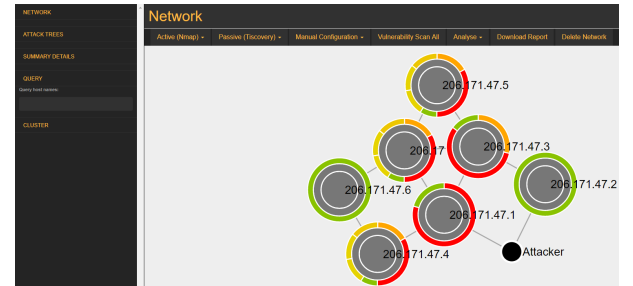 NETWORK
ATTACK TREES
SUMMARY DETAILS
QUERY
Query host names:
CLUSTER
Network
Active (Nmap)
Passive (Tiscovery)
Manual Configuration
Vulnerability Scan All
Analyse
Download Report
Delete Network
206.171.47.5
206.17
206.171.47.3
206.171.47.6
206.171.47.2
206.171.47.1
206.171.47.4
Attacker